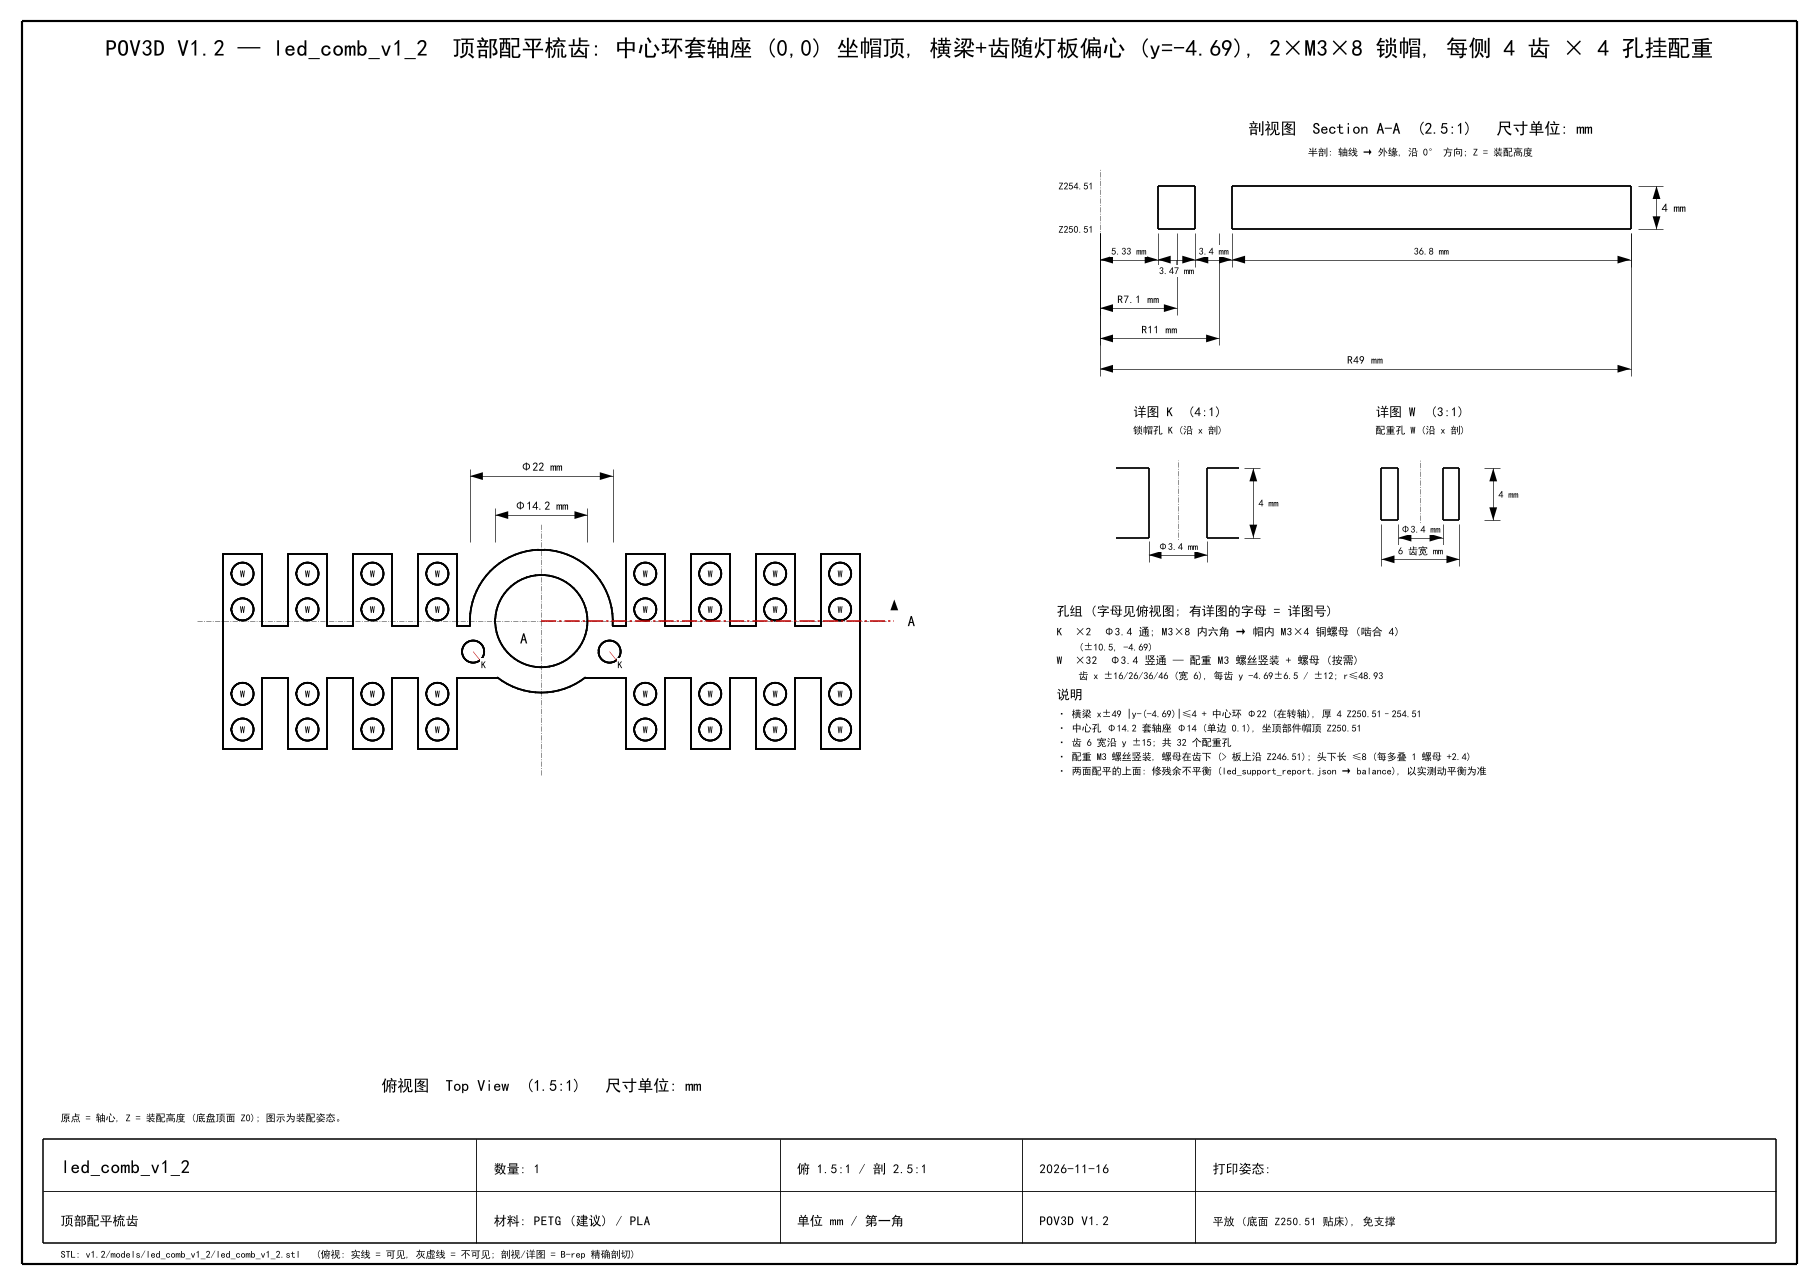 POV3D V1.2 — led_comb_v1_2 顶部配平梳齿: 中心环套轴座 (0,0) 坐帽顶, 横梁+齿随灯板偏心 (y=-4.69), 2×M3×8 锁帽, 每侧 4 齿 × 4 孔挂配重
剖视图 Section A-A (2.5:1) 尺寸单位: mm
半剖: 轴线 → 外缘, 沿 0° 方向; Z = 装配高度
Z254.51
4 mm
Z250.51
5.33 mm
3.4 mm
36.8 mm
3.47 mm
R7.1 mm
R11 mm
R49 mm
详图 K (4:1)
锁帽孔 K (沿 x 剖)
4 mm
Φ3.4 mm
详图 W (3:1)
配重孔 W (沿 x 剖)
4 mm
Φ3.4 mm
6 齿宽 mm
Φ22 mm
Φ14.2 mm
W W W W W W W W
W W W W W W W W
A
A
K K
W W W W W W W W
W W W W W W W W
孔组 (字母见俯视图; 有详图的字母 = 详图号)
K ×2 Φ3.4 通; M3×8 内六角 → 帽内 M3×4 铜螺母 (啮合 4)
(±10.5, -4.69)
W ×32 Φ3.4 竖通 — 配重 M3 螺丝竖装 + 螺母 (按需)
齿 x ±16/26/36/46 (宽 6), 每齿 y -4.69±6.5 / ±12; r≤48.93
说明
· 横梁 x±49 |y-(-4.69)|≤4 + 中心环 Φ22 (在转轴), 厚 4 Z250.51–254.51
· 中心孔 Φ14.2 套轴座 Φ14 (单边 0.1), 坐顶部件帽顶 Z250.51
· 齿 6 宽沿 y ±15; 共 32 个配重孔
· 配重 M3 螺丝竖装, 螺母在齿下 (> 板上沿 Z246.51); 头下长 ≤8 (每多叠 1 螺母 +2.4)
· 两面配平的上面: 修残余不平衡 (led_support_report.json → balance), 以实测动平衡为准
俯视图 Top View (1.5:1) 尺寸单位: mm
原点 = 轴心, Z = 装配高度 (底盘顶面 Z0); 图示为装配姿态。
led_comb_v1_2
数量: 1
俯 1.5:1 / 剖 2.5:1
2026-11-16
打印姿态:
顶部配平梳齿
材料: PETG (建议) / PLA
单位 mm / 第一角
POV3D V1.2
平放 (底面 Z250.51 贴床), 免支撑
STL: v1.2/models/led_comb_v1_2/led_comb_v1_2.stl (俯视: 实线 = 可见, 灰虚线 = 不可见; 剖视/详图 = B-rep 精确剖切)